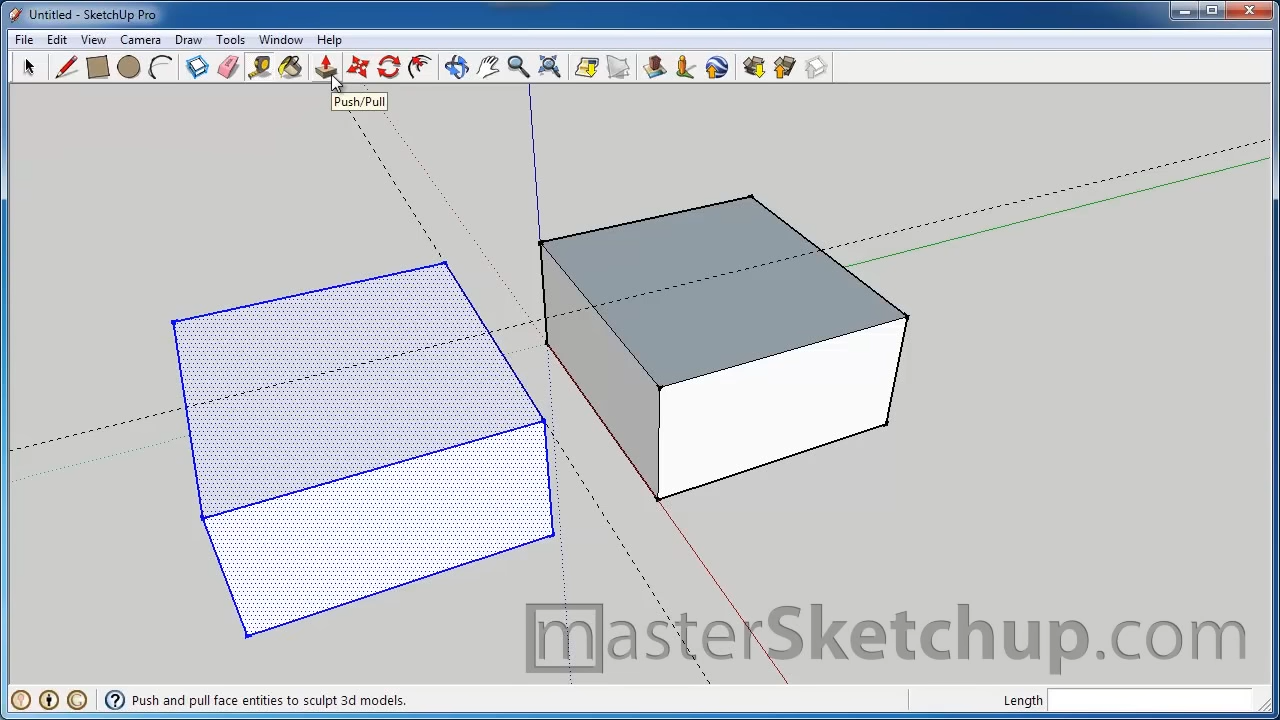 Untitled - SketchUp Pro
File Edit View Camera Draw Tools Window Help
Push/Pull
masterSketchup.com
Push and pull face entities to sculpt 3d models.
Length